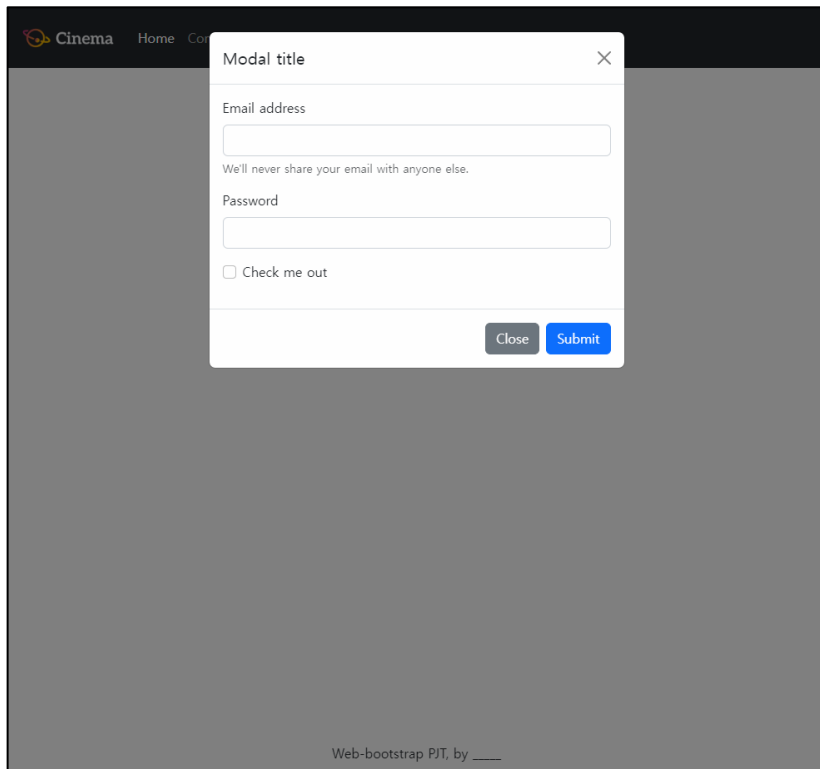 Cinema Home
Modal title
Email address
We'll never share your email with anyone else.
Password
Check me out
Close Submit
Web-bootstrap PJT, by _____